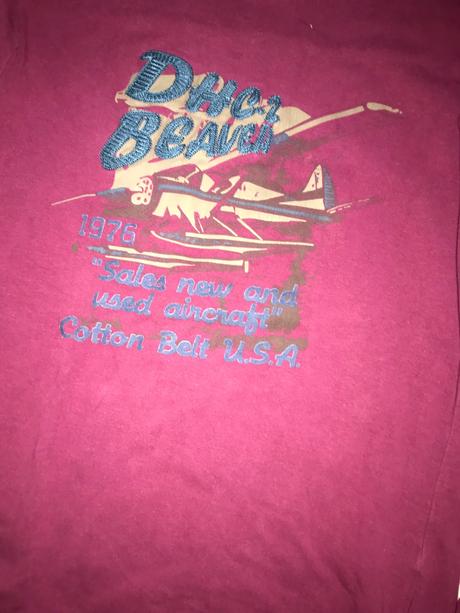 DHC-2
BEAVER
1976
"Sales new and
used aircraft"
Cotton Belt U.S.A.